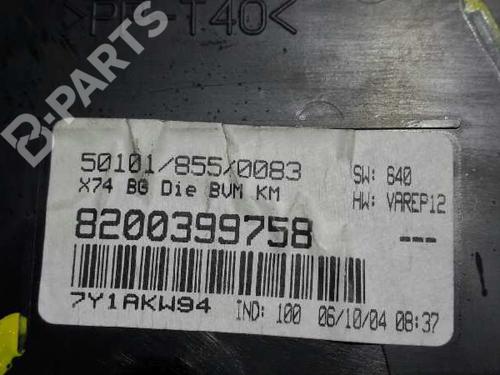 >PP-T40<
50101/855/0083
SW: 640
X74 BG Die BVM KM
HW: VAREP12
8200399758
---
7Y1AKW94
IND: 100 06/10/04 08:37
B-PARTS